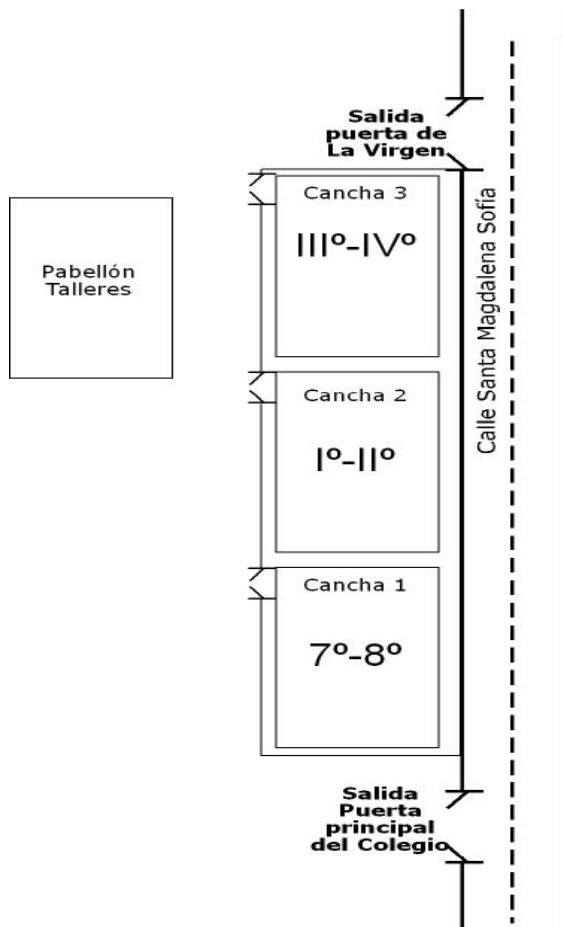 Salida
puerta de
La Virgen
Cancha 3
IIIº-IVº
Pabellón
Talleres
Calle Santa Magdalena Sofía
Cancha 2
Iº-IIº
Cancha 1
7º-8º
Salida
Puerta
principal
del Colegio